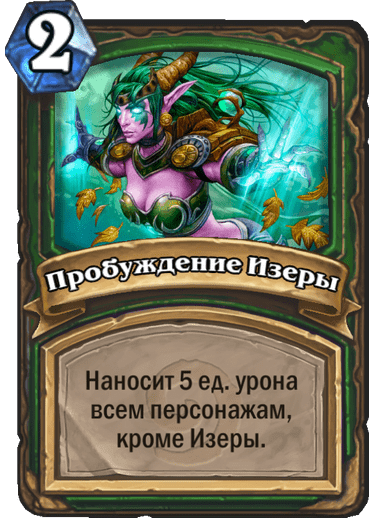 2
Пробуждение Изеры
Наносит 5 ед. урона
всем персонажам,
кроме Изеры.